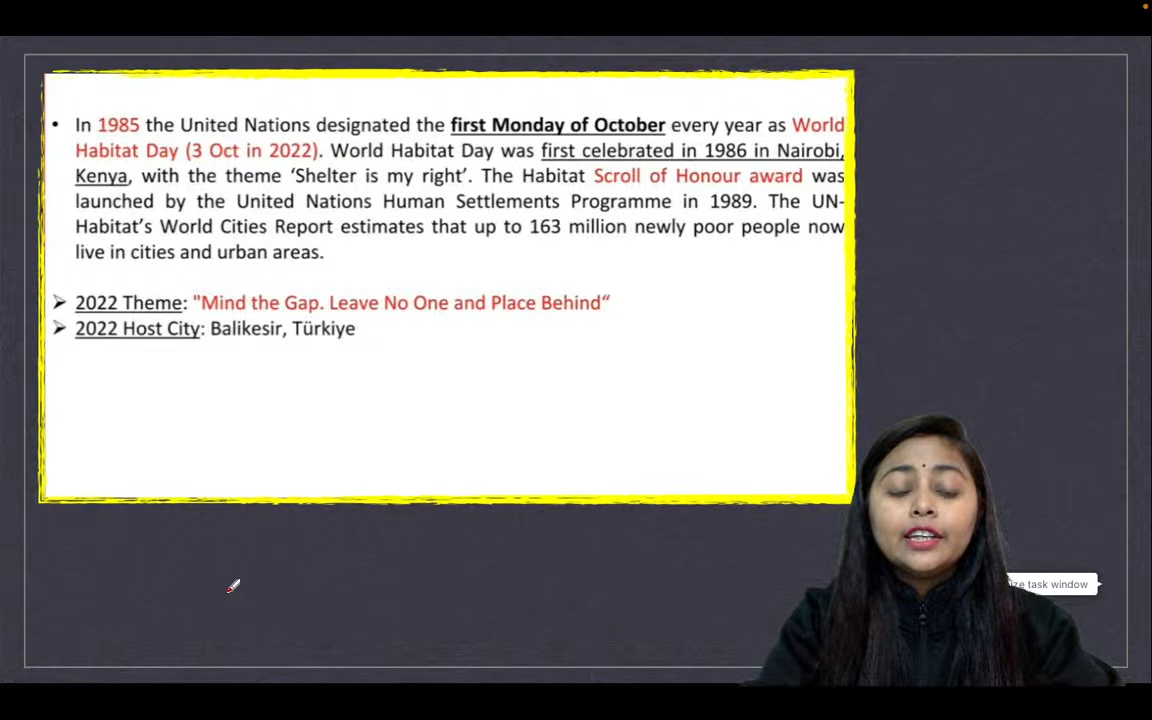 • In 1985 the United Nations designated the first Monday of October every year as World
Habitat Day (3 Oct in 2022). World Habitat Day was first celebrated in 1986 in Nairobi,
Kenya, with the theme ‘Shelter is my right’. The Habitat Scroll of Honour award was
launched by the United Nations Human Settlements Programme in 1989. The UN-
Habitat’s World Cities Report estimates that up to 163 million newly poor people now
live in cities and urban areas.
➢ 2022 Theme: "Mind the Gap. Leave No One and Place Behind“
➢ 2022 Host City: Balikesir, Türkiye
task window